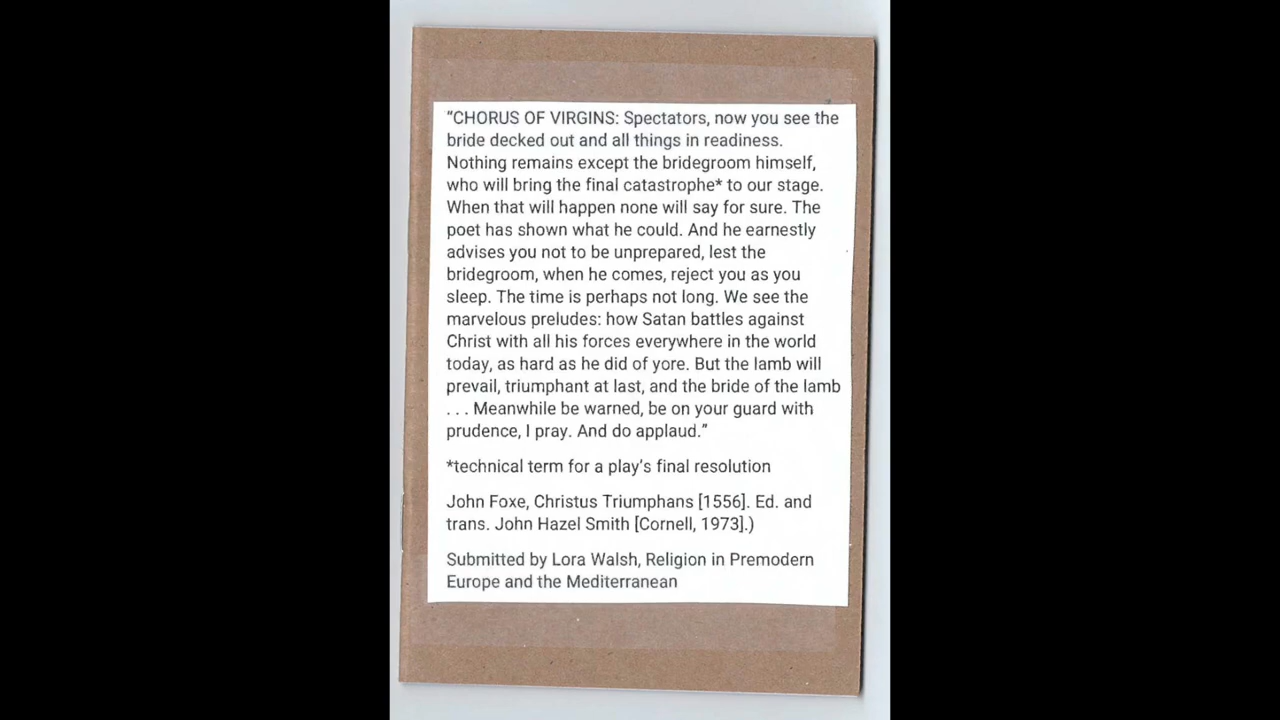 “CHORUS OF VIRGINS: Spectators, now you see the
bride decked out and all things in readiness.
Nothing remains except the bridegroom himself,
who will bring the final catastrophe* to our stage.
When that will happen none will say for sure. The
poet has shown what he could. And he earnestly
advises you not to be unprepared, lest the
bridegroom, when he comes, reject you as you
sleep. The time is perhaps not long. We see the
marvelous preludes: how Satan battles against
Christ with all his forces everywhere in the world
today, as hard as he did of yore. But the lamb will
prevail, triumphant at last, and the bride of the lamb
. . . Meanwhile be warned, be on your guard with
prudence, I pray. And do applaud.”
*technical term for a play’s final resolution
John Foxe, Christus Triumphans [1556]. Ed. and
trans. John Hazel Smith [Cornell, 1973].)
Submitted by Lora Walsh, Religion in Premodern
Europe and the Mediterranean